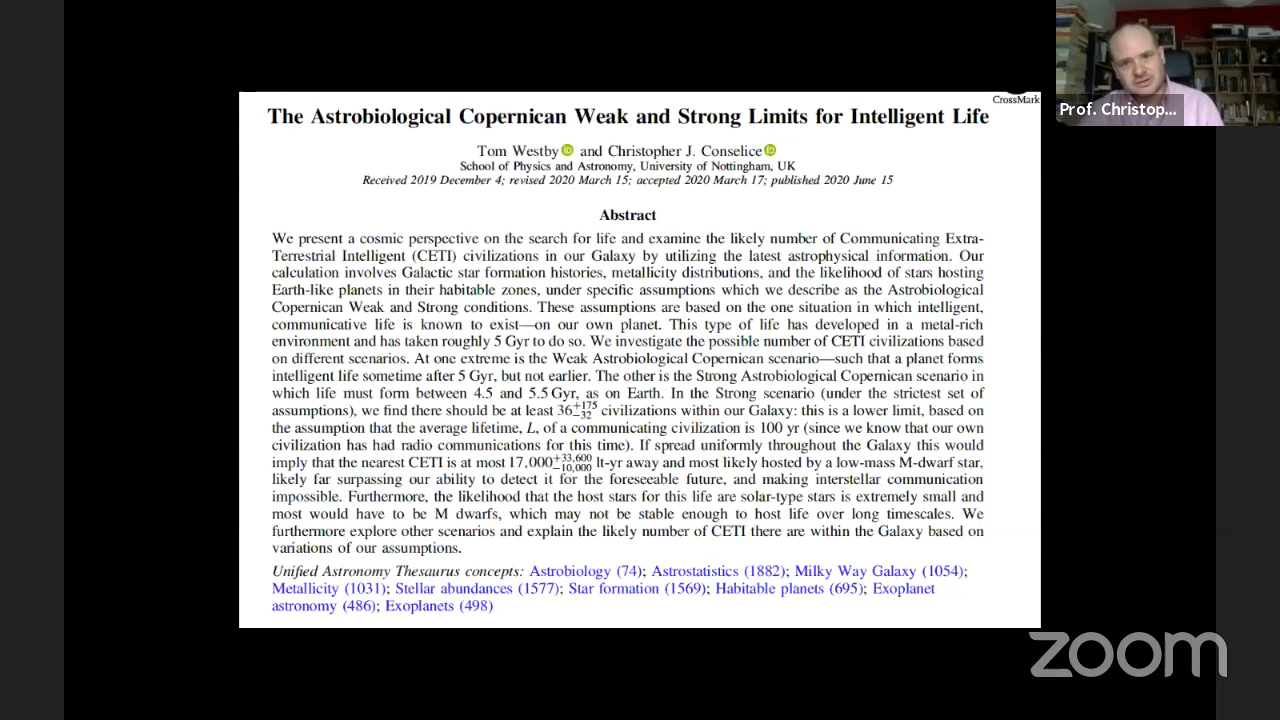 CrossMark
The Astrobiological Copernican Weak and Strong Limits for Intelligent Life
Tom Westby and Christopher J. Conselice
School of Physics and Astronomy, University of Nottingham, UK
Received 2019 December 4; revised 2020 March 15; accepted 2020 March 17; published 2020 June 15
Abstract
We present a cosmic perspective on the search for life and examine the likely number of Communicating Extra-
Terrestrial Intelligent (CETI) civilizations in our Galaxy by utilizing the latest astrophysical information. Our
calculation involves Galactic star formation histories, metallicity distributions, and the likelihood of stars hosting
Earth-like planets in their habitable zones, under specific assumptions which we describe as the Astrobiological
Copernican Weak and Strong conditions. These assumptions are based on the one situation in which intelligent,
communicative life is known to exist—on our own planet. This type of life has developed in a metal-rich
environment and has taken roughly 5 Gyr to do so. We investigate the possible number of CETI civilizations based
on different scenarios. At one extreme is the Weak Astrobiological Copernican scenario—such that a planet forms
intelligent life sometime after 5 Gyr, but not earlier. The other is the Strong Astrobiological Copernican scenario in
which life must form between 4.5 and 5.5 Gyr, as on Earth. In the Strong scenario (under the strictest set of
assumptions), we find there should be at least 36+175−32 civilizations within our Galaxy: this is a lower limit, based on
the assumption that the average lifetime, L, of a communicating civilization is 100 yr (since we know that our own
civilization has had radio communications for this time). If spread uniformly throughout the Galaxy this would
imply that the nearest CETI is at most 17,000+33,600−10,000 lt-yr away and most likely hosted by a low-mass M-dwarf star,
likely far surpassing our ability to detect it for the foreseeable future, and making interstellar communication
impossible. Furthermore, the likelihood that the host stars for this life are solar-type stars is extremely small and
most would have to be M dwarfs, which may not be stable enough to host life over long timescales. We
furthermore explore other scenarios and explain the likely number of CETI there are within the Galaxy based on
variations of our assumptions.
Unified Astronomy Thesaurus concepts: Astrobiology (74); Astrostatistics (1882); Milky Way Galaxy (1054);
Metallicity (1031); Stellar abundances (1577); Star formation (1569); Habitable planets (695); Exoplanet
astronomy (486); Exoplanets (498)
Prof. Christop...
zoom